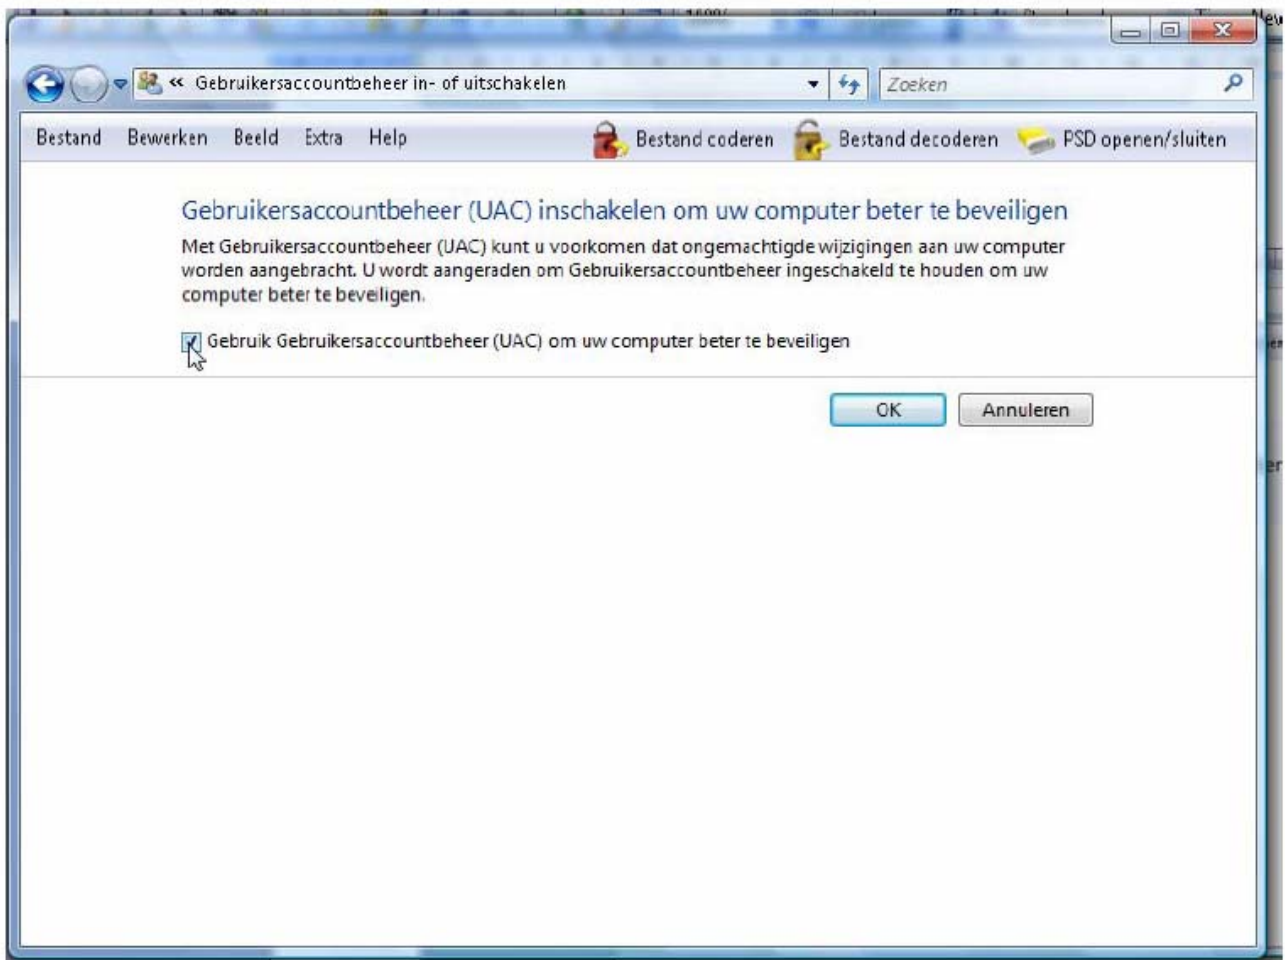 « Gebruikersaccountbeheer in- of uitschakelen
Zoeken
Bestand Bewerken Beeld Extra Help Bestand coderen Bestand decoderen PSD openen/sluiten
Gebruikersaccountbeheer (UAC) inschakelen om uw computer beter te beveiligen
Met Gebruikersaccountbeheer (UAC) kunt u voorkomen dat ongemachtigde wijzigingen aan uw computer
worden aangebracht. U wordt aangeraden om Gebruikersaccountbeheer ingeschakeld te houden om uw
computer beter te beveiligen.
Gebruik Gebruikersaccountbeheer (UAC) om uw computer beter te beveiligen
OK Annuleren